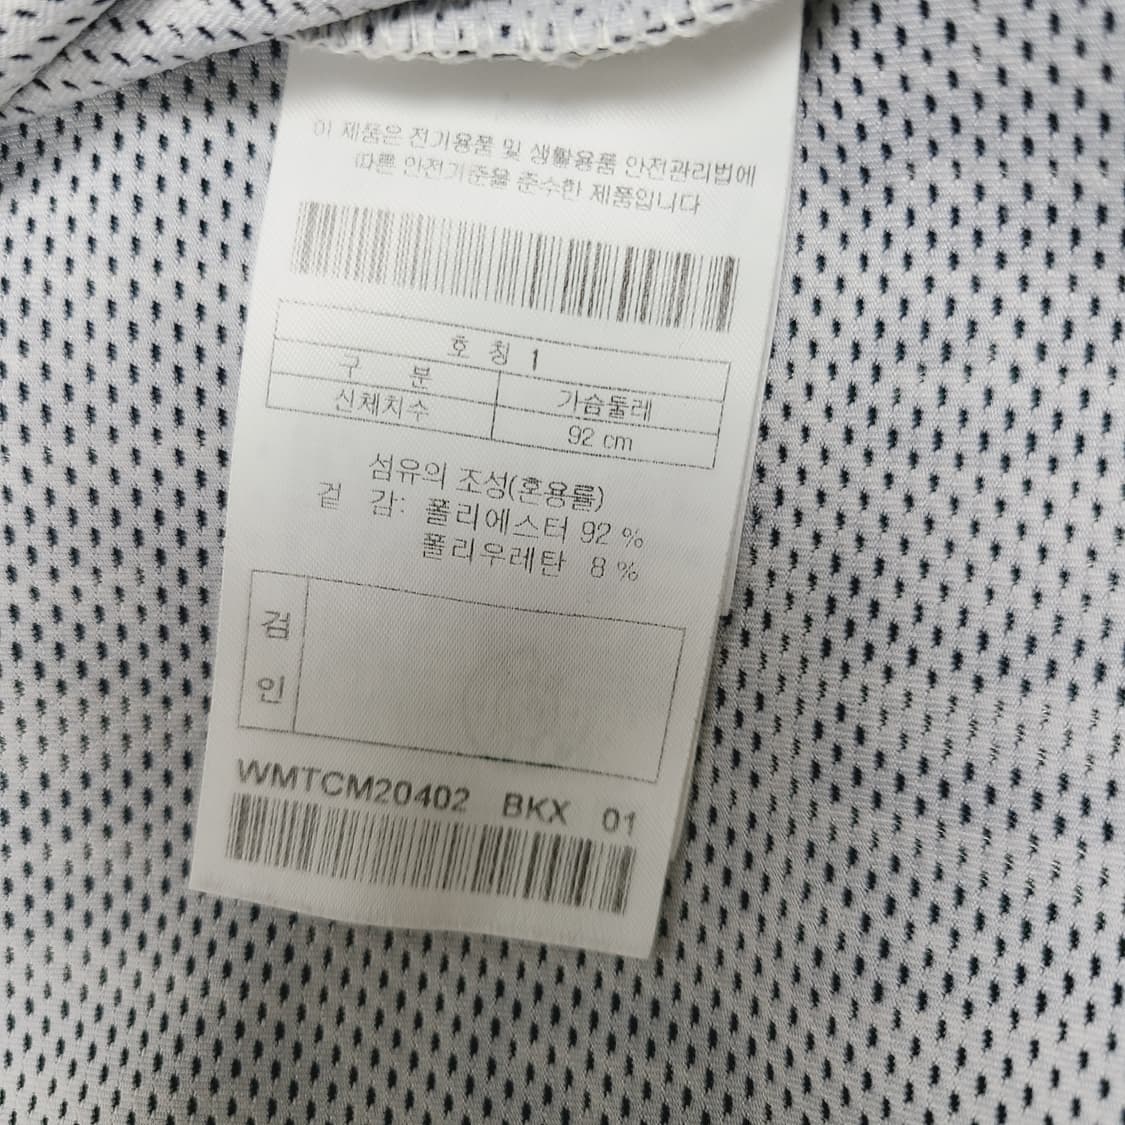 이 제품은 전기용품 및 생활용품 안전관리법에
따른 안전기준을 준수한 제품입니다
호 칭 1
구 분 가슴둘레
신체치수 92 cm
섬유의 조성(혼용률)
겉 감: 폴리에스터 92 %
폴리우레탄 8 %
검
인
WMTCM20402 BKX 01